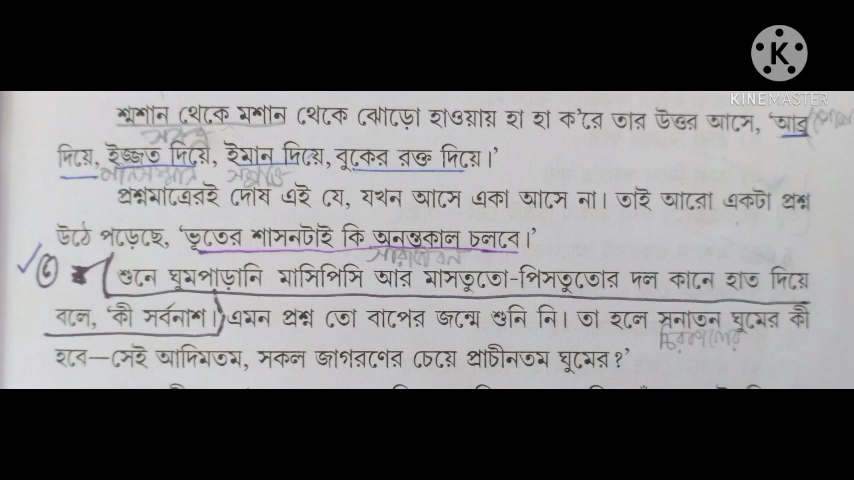 KINEMASTER
শ্মশান থেকে মশান থেকে ঝোড়ো হাওয়ায় হা হা ক'রে তার উত্তর আসে, 'আব্রু
দিয়ে, ইজ্জত দিয়ে, ইমান দিয়ে, বুকের রক্ত দিয়ে।'
প্রশ্নমাত্রেরই দোষ এই যে, যখন আসে একা আসে না। তাই আরো একটা প্রশ্ন
উঠে পড়েছে, 'ভূতের শাসনটাই কি অনন্তকাল চলবে।'
শুনে ঘুমপাড়ানি মাসিপিসি আর মাসতুতো-পিসতুতোর দল কানে হাত দিয়ে
বলে, 'কী সর্বনাশ। এমন প্রশ্ন তো বাপের জন্মে শুনি নি। তা হলে সনাতন ঘুমের কী
হবে—সেই আদিমতম, সকল জাগরণের চেয়ে প্রাচীনতম ঘুমের?'